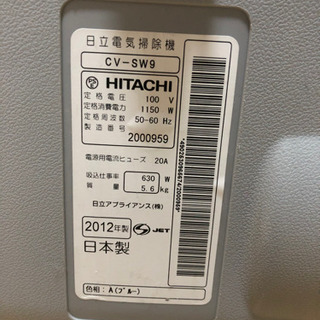 日立電気掃除機
CV-SW9
HITACHI
定格電圧 100 V
定格消費電力 1150 W
定格周波数 50-60 Hz
製造番号 2000959
電源用電流ヒューズ 20A
吸込仕事率 630 W
質量 5.6 kg
日立アプライアンス(株)
2012年製 JET
日本製
色相:A(ブルー)